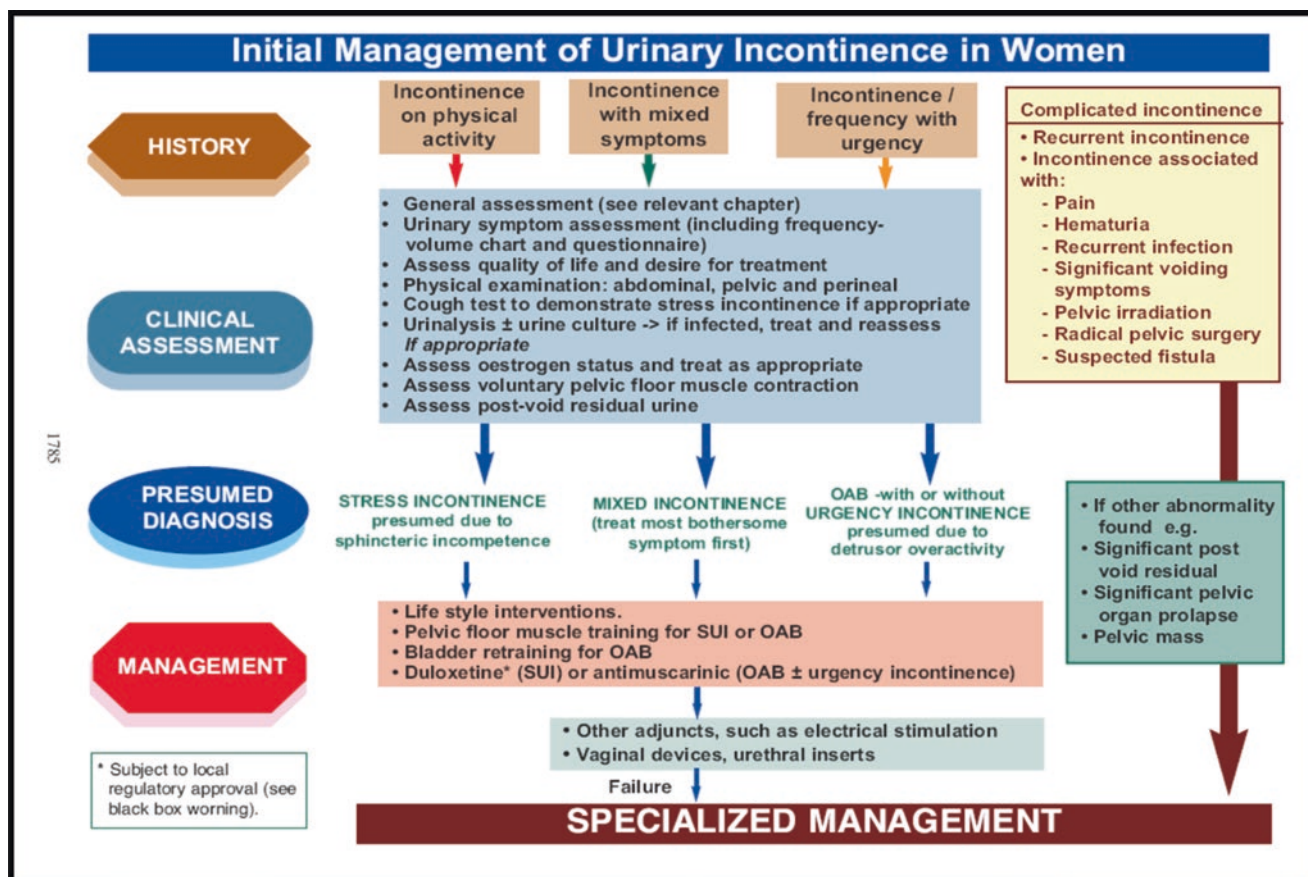 Initial Management of Urinary Incontinence in Women
HISTORY
Incontinence
on physical
activity
Incontinence
with mixed
symptoms
Incontinence /
frequency with
urgency
Complicated incontinence
• Recurrent incontinence
• Incontinence associated
with:
- Pain
- Hematuria
- Recurrent infection
- Significant voiding
symptoms
- Pelvic irradiation
- Radical pelvic surgery
- Suspected fistula
CLINICAL
ASSESSMENT
• General assessment (see relevant chapter)
• Urinary symptom assessment (including frequency-
volume chart and questionnaire)
• Assess quality of life and desire for treatment
• Physical examination: abdominal, pelvic and perineal
• Cough test to demonstrate stress incontinence if appropriate
• Urinalysis ± urine culture -> if infected, treat and reassess
If appropriate
• Assess oestrogen status and treat as appropriate
• Assess voluntary pelvic floor muscle contraction
• Assess post-void residual urine
1785
PRESUMED
DIAGNOSIS
STRESS INCONTINENCE
presumed due to
sphincteric incompetence
MIXED INCONTINENCE
(treat most bothersome
symptom first)
OAB -with or without
URGENCY INCONTINENCE
presumed due to
detrusor overactivity
• If other abnormality
found e.g.
• Significant post
void residual
• Significant pelvic
organ prolapse
• Pelvic mass
MANAGEMENT
• Life style interventions.
• Pelvic floor muscle training for SUI or OAB
• Bladder retraining for OAB
• Duloxetine* (SUI) or antimuscarinic (OAB ± urgency incontinence)
• Other adjuncts, such as electrical stimulation
• Vaginal devices, urethral inserts
* Subject to local
regulatory approval (see
black box worning).
Failure
SPECIALIZED MANAGEMENT